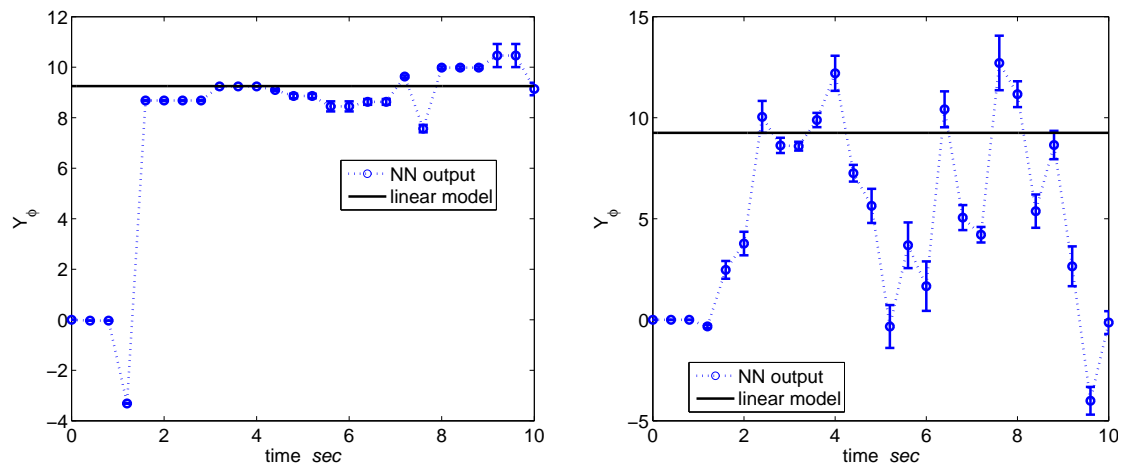 12
10
8
6
4
2
0
−2
−4
Y_ϕ
NN output
linear model
0 2 4 6 8 10
time sec
15
10
5
0
−5
Y_ϕ
NN output
linear model
0 2 4 6 8 10
time sec